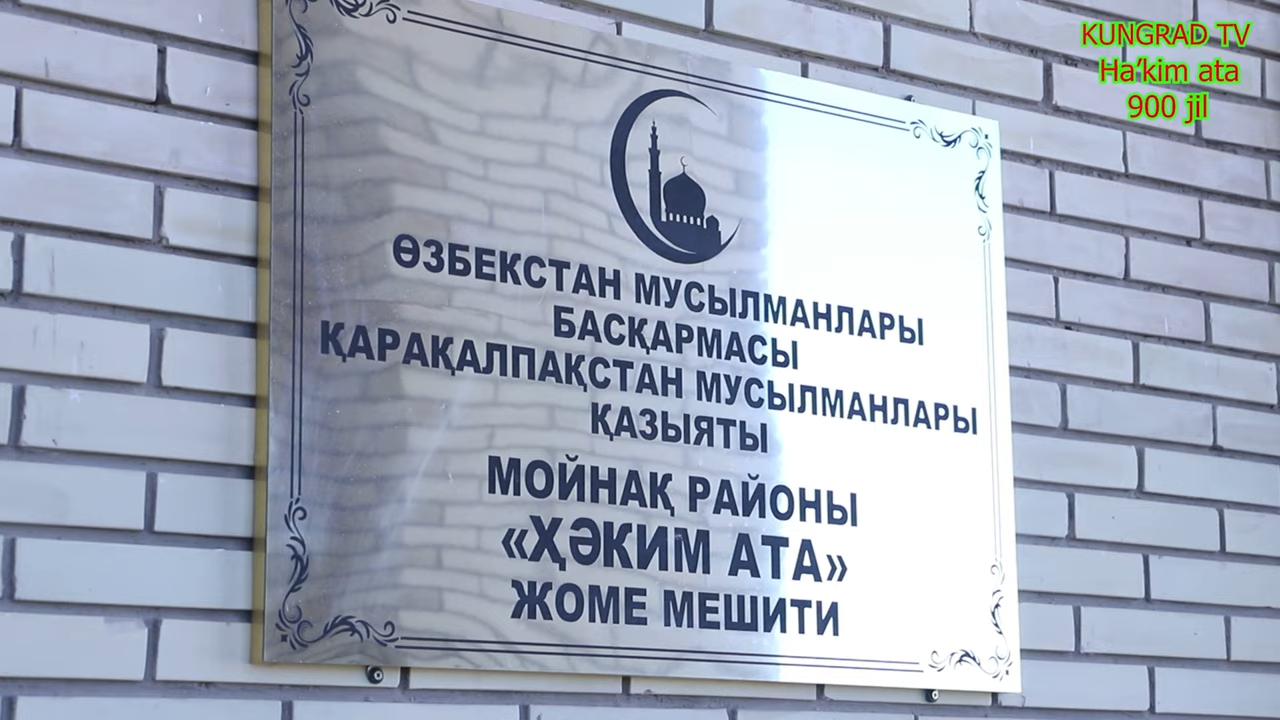 KUNGRAD TV
Ha’kim ata
900 jil
ӨЗБЕКСТАН МУСЫЛМАНЛАРЫ
БАСҚАРМАСЫ
ҚАРАҚАЛПАҚСТАН МУСЫЛМАНЛАРЫ
ҚАЗЫЯТЫ
МОЙНАҚ РАЙОНЫ
«ҲӘКИМ АТА»
ЖОМЕ МЕШИТИ